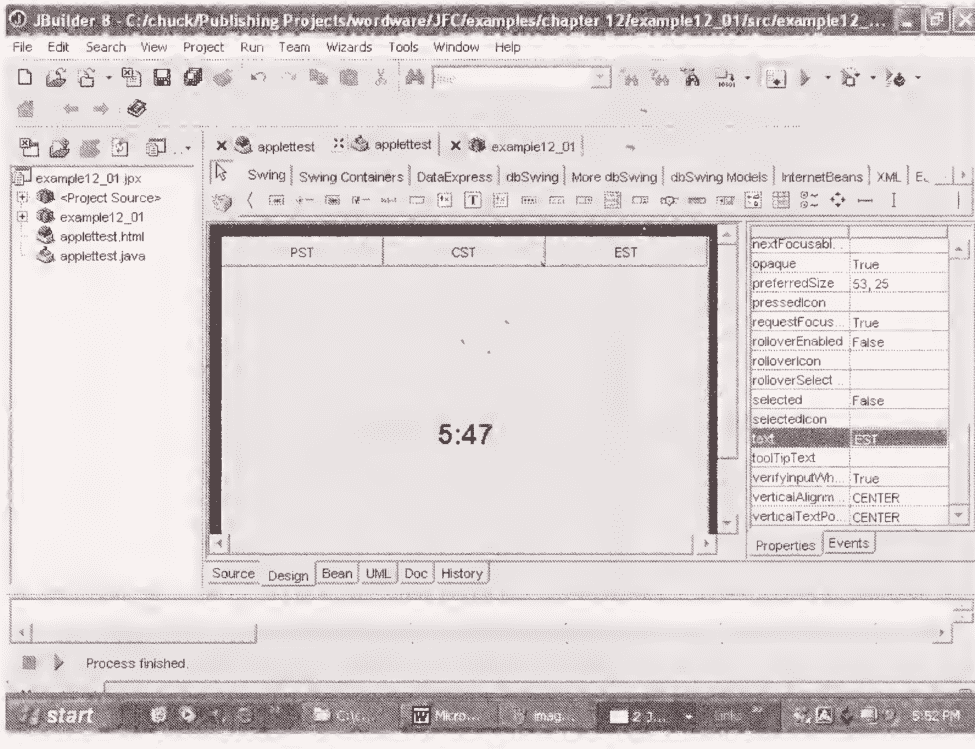 JBuilder 8 - C:/chuck/Publishing Projects/wordware/JFC/examples/chapter 12/example12_01/src/example12_...
File Edit Search View Project Run Team Wizards Tools Window Help
applettest applettest example12_01
Swing Swing Containers DataExpress dbSwing More dbSwing dbSwing Models InternetBeans XML E..
example12_01.jpx
<Project Source>
example12_01
applettest.html
applettest.java
PST CST EST
5:47
nextFocusabl...
opaque True
preferredSize 53, 25
pressedIcon
requestFocus... True
rolloverEnabled False
rolloverIcon
rolloverSelect...
selected False
selectedIcon
text EST
toolTipText
verifyInputWh... True
verticalAlignm... CENTER
verticalTextPo... CENTER
Properties Events
Source Design Bean UML Doc History
Process finished.
start C:\c... Micro... imag... 2 J... Links 5:52 PM